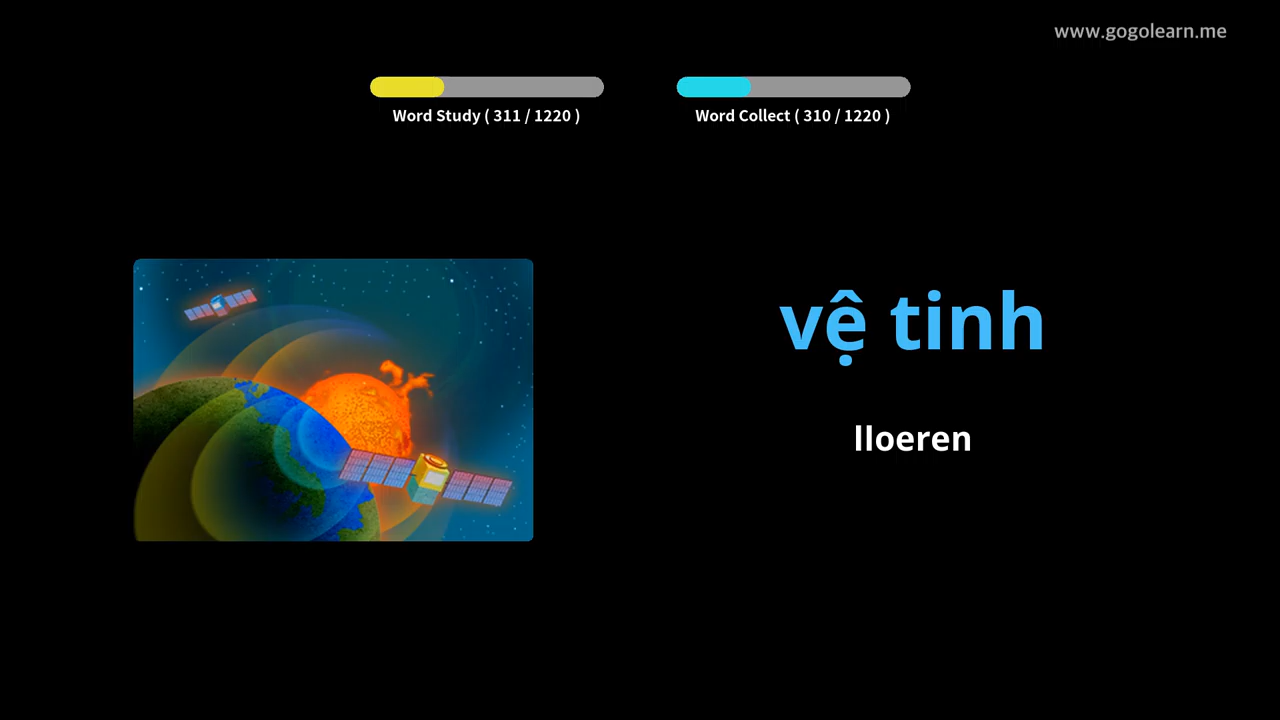 www.gogolearn.me
Word Study ( 311 / 1220 )
Word Collect ( 310 / 1220 )
vệ tinh
lloeren